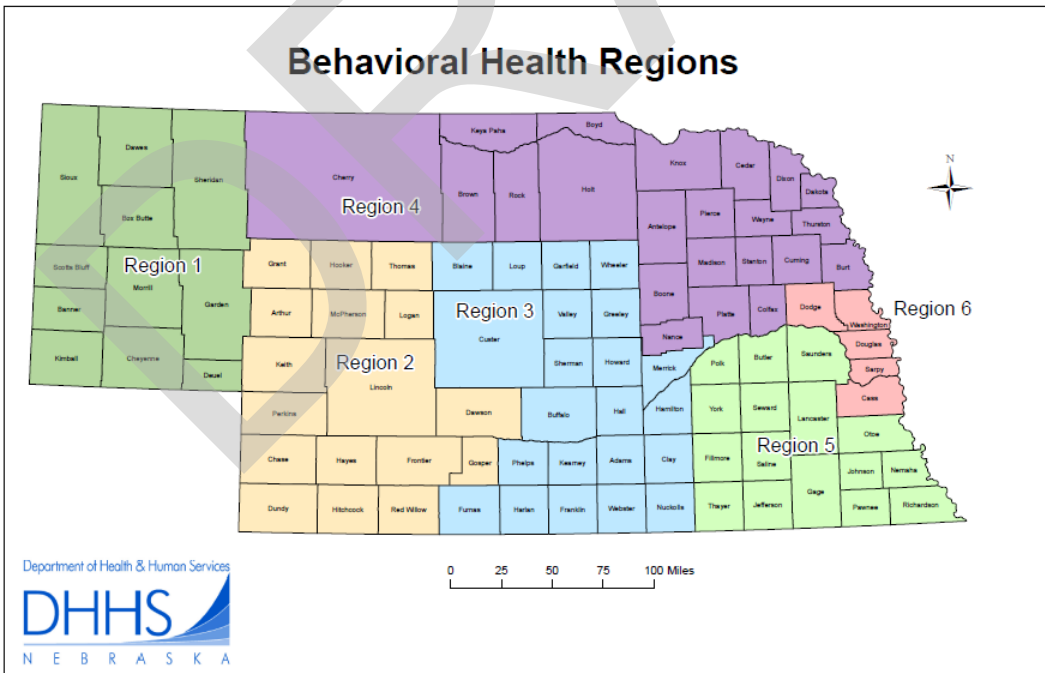 Behavioral Health Regions
Keya Paha
Boyd
Dawes
Knox
Cedar
N
Sioux
Sheridan
Cherry
Brown
Rock
Holt
Dixon
Dakota
Region 4
Box Butte
Pierce
Wayne
Thurston
Antelope
Scotts Bluff
Region 1
Grant
Hooker
Thomas
Blaine
Loup
Garfield
Wheeler
Madison
Stanton
Cuming
Burt
Morrill
Garden
Boone
Banner
Arthur
McPherson
Logan
Region 3
Valley
Greeley
Platte
Colfax
Dodge
Region 6
Washington
Custer
Nance
Douglas
Kimball
Cheyenne
Keith
Region 2
Sherman
Howard
Merrick
Polk
Butler
Saunders
Sarpy
Deuel
Lincoln
Cass
Perkins
Dawson
Buffalo
Hall
Hamilton
York
Seward
Lancaster
Otoe
Region 5
Chase
Hayes
Frontier
Gosper
Phelps
Kearney
Adams
Clay
Fillmore
Saline
Johnson
Nemaha
Gage
Dundy
Hitchcock
Red Willow
Furnas
Harlan
Franklin
Webster
Nuckolls
Thayer
Jefferson
Pawnee
Richardson
0 25 50 75 100 Miles
Department of Health & Human Services
DHHS
NEBRASKA